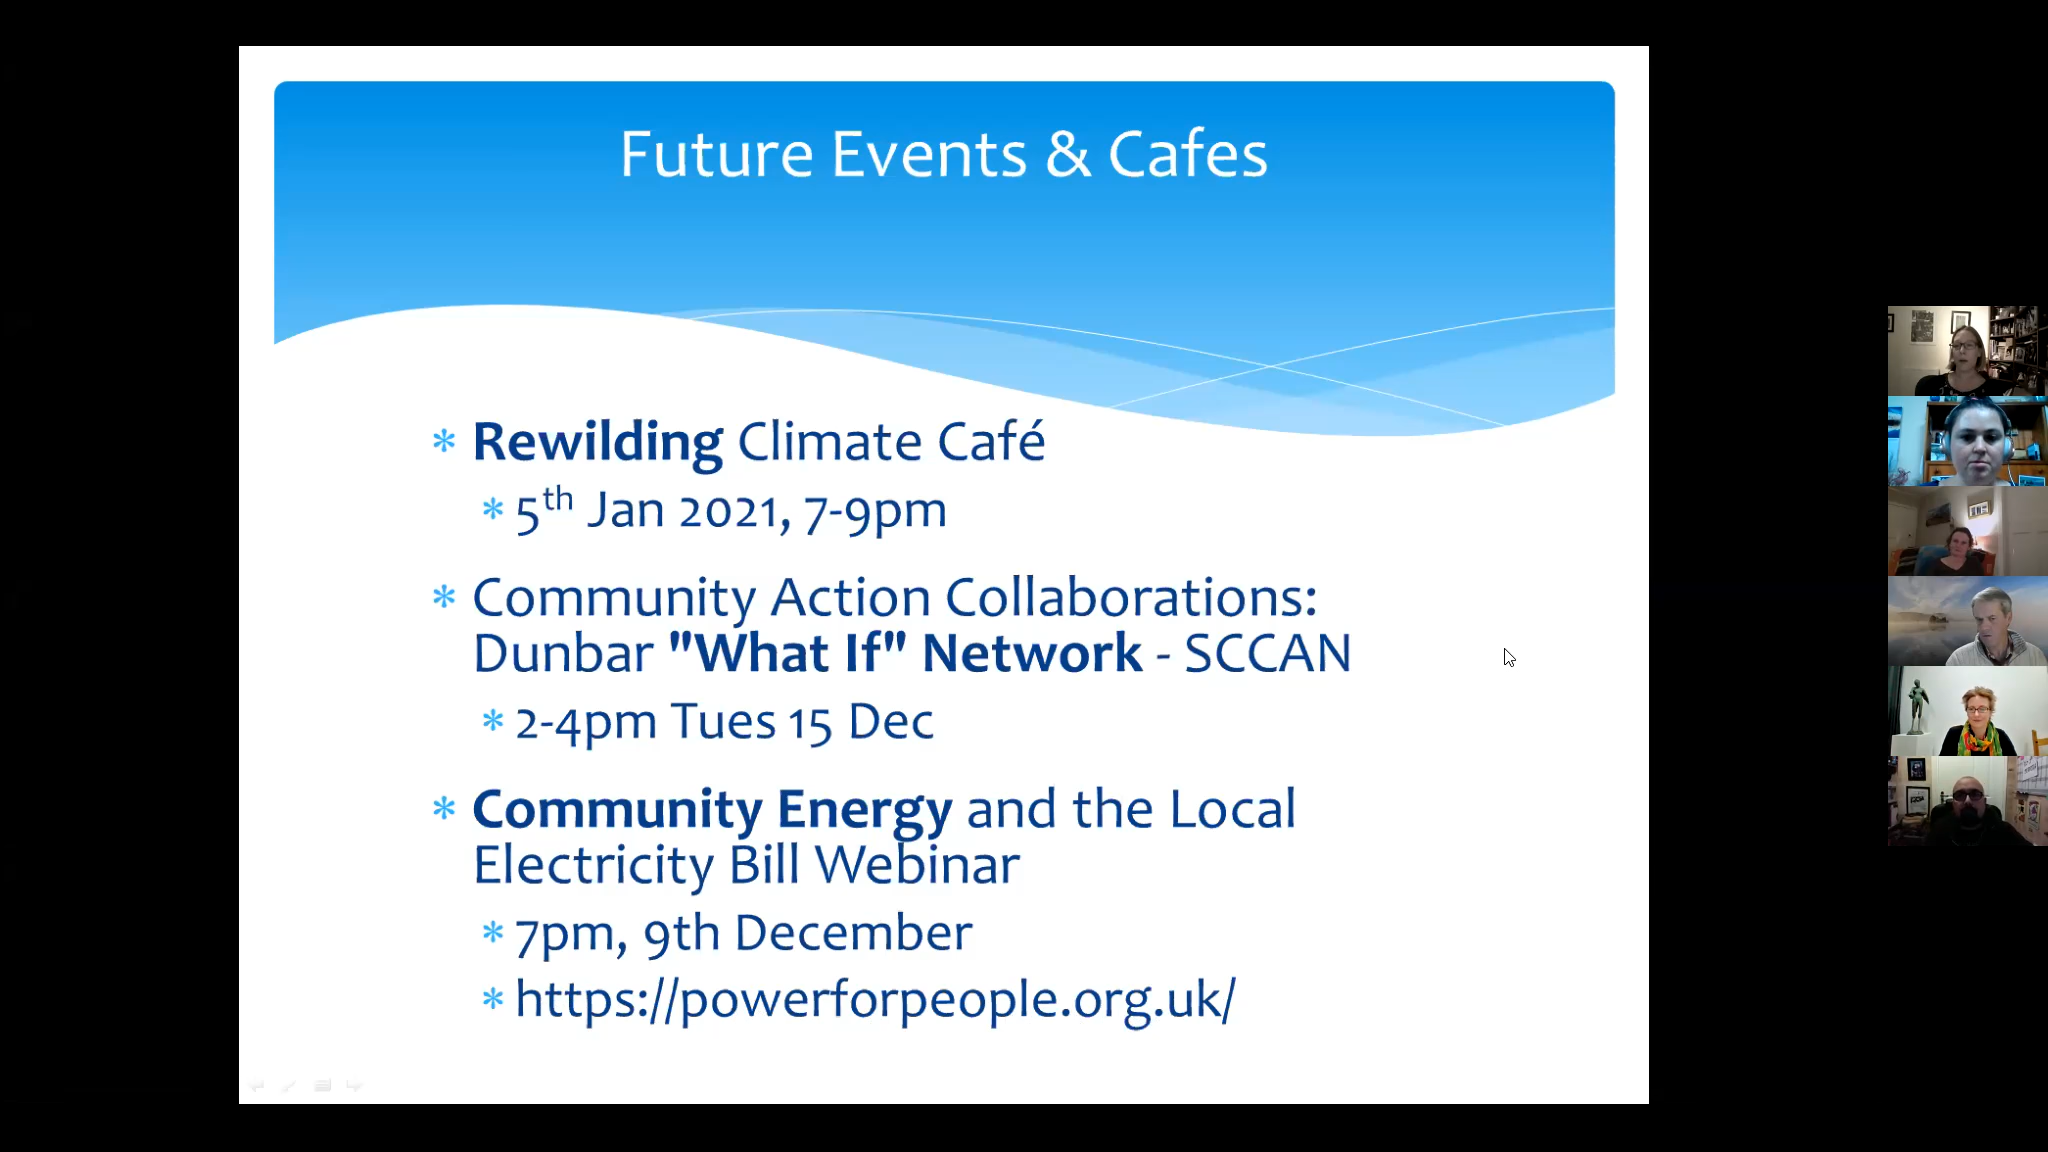 Future Events & Cafes
* Rewilding Climate Café
* 5th Jan 2021, 7-9pm
* Community Action Collaborations:
Dunbar "What If" Network - SCCAN
* 2-4pm Tues 15 Dec
* Community Energy and the Local
Electricity Bill Webinar
* 7pm, 9th December
* https://powerforpeople.org.uk/